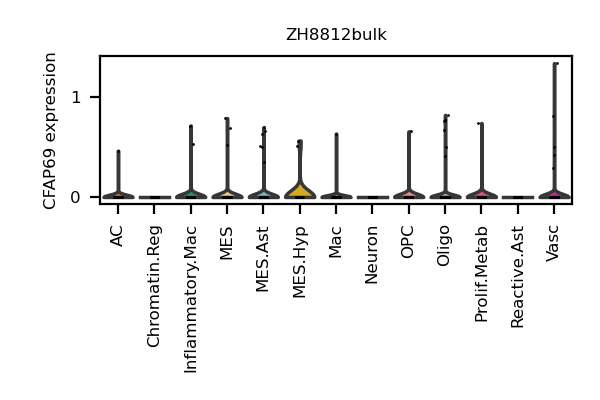 ZH8812bulk
CFAP69 expression
1
0
AC
Chromatin.Reg
Inflammatory.Mac
MES
MES.Ast
MES.Hyp
Mac
Neuron
OPC
Oligo
Prolif.Metab
Reactive.Ast
Vasc